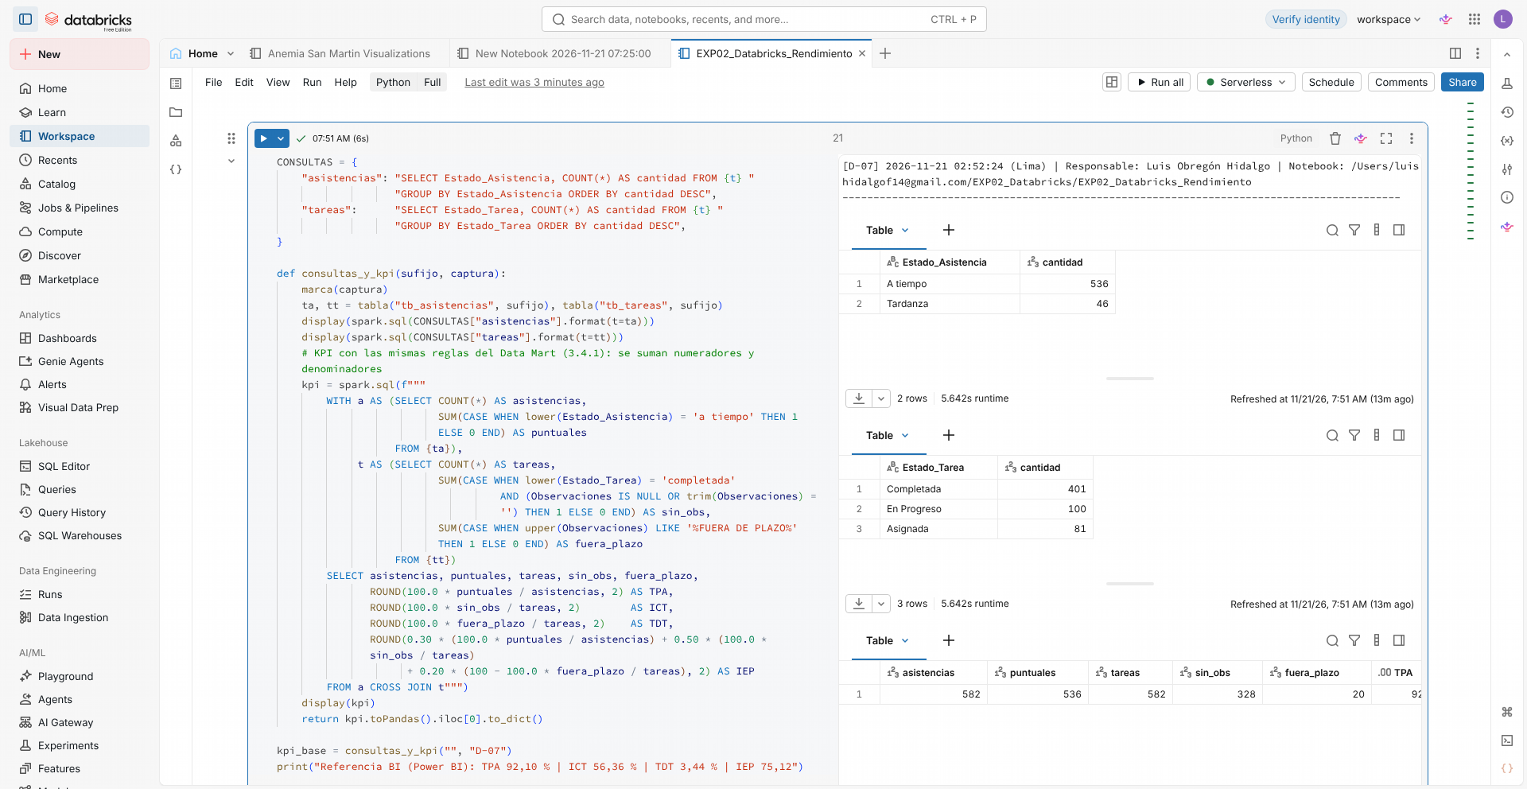 databricks
Free Edition
Search data, notebooks, recents, and more...
CTRL + P
Verify identity
workspace
L
New
Home
Learn
Workspace
Recents
Catalog
Jobs & Pipelines
Compute
Discover
Marketplace
Analytics
Dashboards
Genie Agents
Alerts
Visual Data Prep
Lakehouse
SQL Editor
Queries
Query History
SQL Warehouses
Data Engineering
Runs
Data Ingestion
AI/ML
Playground
Agents
AI Gateway
Experiments
Features
Home
Anemia San Martin Visualizations
New Notebook 2026-11-21 07:25:00
EXP02_Databricks_Rendimiento
File Edit View Run Help Python Full Last edit was 3 minutes ago
Run all Serverless Schedule Comments Share
07:51 AM (6s)
21
Python
CONSULTAS = {
"asistencias": "SELECT Estado_Asistencia, COUNT(*) AS cantidad FROM {t} "
"GROUP BY Estado_Asistencia ORDER BY cantidad DESC",
"tareas": "SELECT Estado_Tarea, COUNT(*) AS cantidad FROM {t} "
"GROUP BY Estado_Tarea ORDER BY cantidad DESC",
}
def consultas_y_kpi(sufijo, captura):
marca(captura)
ta, tt = tabla("tb_asistencias", sufijo), tabla("tb_tareas", sufijo)
display(spark.sql(CONSULTAS["asistencias"].format(t=ta)))
display(spark.sql(CONSULTAS["tareas"].format(t=tt)))
# KPI con las mismas reglas del Data Mart (3.4.1): se suman numeradores y
denominadores
kpi = spark.sql(f"""
WITH a AS (SELECT COUNT(*) AS asistencias,
SUM(CASE WHEN lower(Estado_Asistencia) = 'a tiempo' THEN 1
ELSE 0 END) AS puntuales
FROM {ta}),
t AS (SELECT COUNT(*) AS tareas,
SUM(CASE WHEN lower(Estado_Tarea) = 'completada'
AND (Observaciones IS NULL OR trim(Observaciones) =
'') THEN 1 ELSE 0 END) AS sin_obs,
SUM(CASE WHEN upper(Observaciones) LIKE '%FUERA DE PLAZO%'
THEN 1 ELSE 0 END) AS fuera_plazo
FROM {tt})
SELECT asistencias, puntuales, tareas, sin_obs, fuera_plazo,
ROUND(100.0 * puntuales / asistencias, 2) AS TPA,
ROUND(100.0 * sin_obs / tareas, 2) AS ICT,
ROUND(100.0 * fuera_plazo / tareas, 2) AS TDT,
ROUND(0.30 * (100.0 * puntuales / asistencias) + 0.50 * (100.0 *
sin_obs / tareas)
+ 0.20 * (100 - 100.0 * fuera_plazo / tareas), 2) AS IEP
FROM a CROSS JOIN t""")
display(kpi)
return kpi.toPandas().iloc[0].to_dict()
kpi_base = consultas_y_kpi("", "D-07")
print("Referencia BI (Power BI): TPA 92,10 % | ICT 56,36 % | TDT 3,44 % | IEP 75,12")
[D-07] 2026-11-21 02:52:24 (Lima) | Responsable: Luis Obregón Hidalgo | Notebook: /Users/luis
hidalgof14@gmail.com/EXP02_Databricks/EXP02_Databricks_Rendimiento
Table
Estado_Asistencia cantidad
1 A tiempo 536
2 Tardanza 46
2 rows 5.642s runtime Refreshed at 11/21/26, 7:51 AM (13m ago)
Table
Estado_Tarea cantidad
1 Completada 401
2 En Progreso 100
3 Asignada 81
3 rows 5.642s runtime Refreshed at 11/21/26, 7:51 AM (13m ago)
Table
asistencias puntuales tareas sin_obs fuera_plazo .00 TPA
1 582 536 582 328 20 92